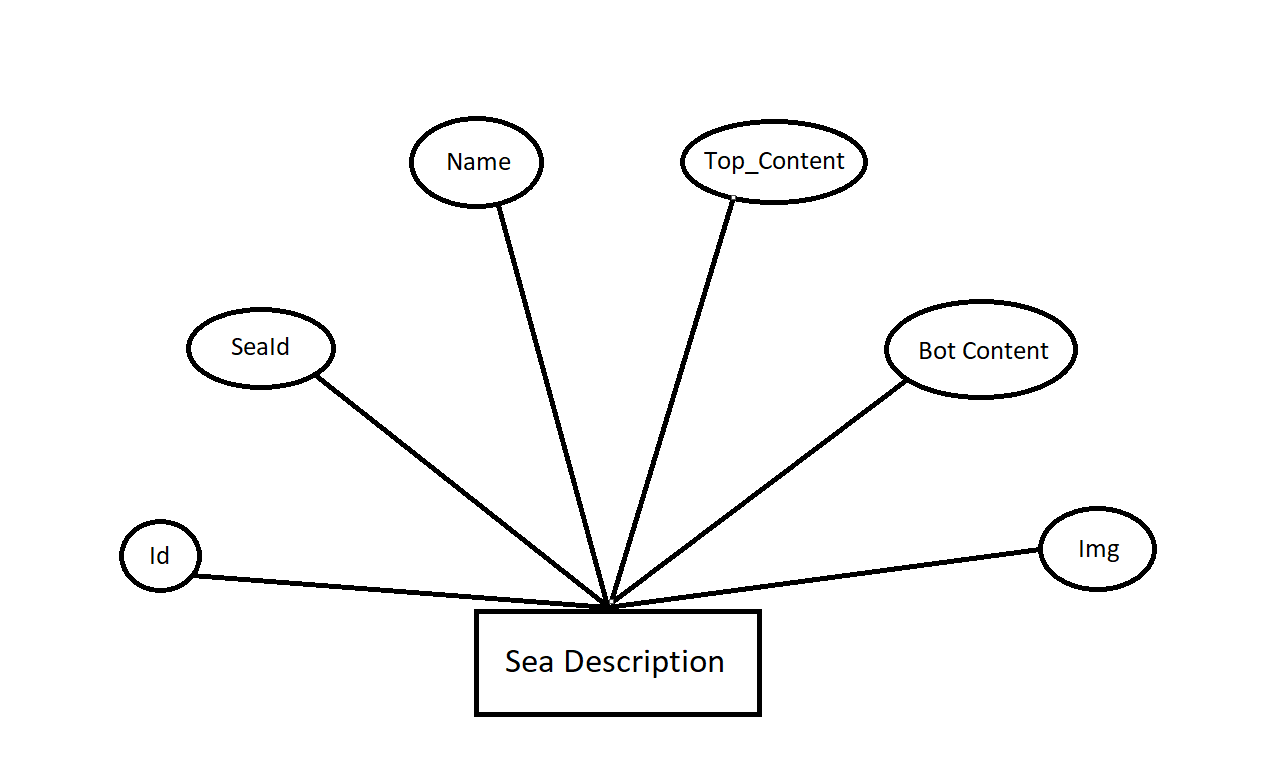 Name
Top_Content
SeaId
Bot Content
Id
Img
Sea Description